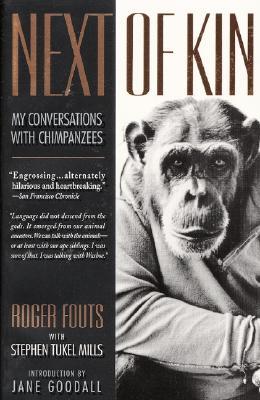 NEXT OF KIN
MY CONVERSATIONS
WITH CHIMPANZEES
"Engrossing...alternately
hilarious and heartbreaking."
—San Francisco Chronicle
"Language did not descend from the
gods. It emerged from our animal
ancestors. We can talk with the animals—
or at least with our ape siblings. I was
sure of that. I was talking with Washoe."
ROGER FOUTS
WITH
STEPHEN TUKEL MILLS
INTRODUCTION BY
JANE GOODALL